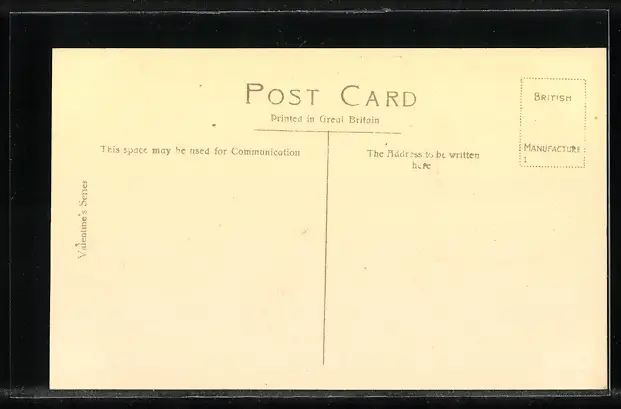 POST CARD
Printed in Great Britain
BRITISH
MANUFACTURE
This space may be used for Communication
The Address to be written
here
Valentine's Series